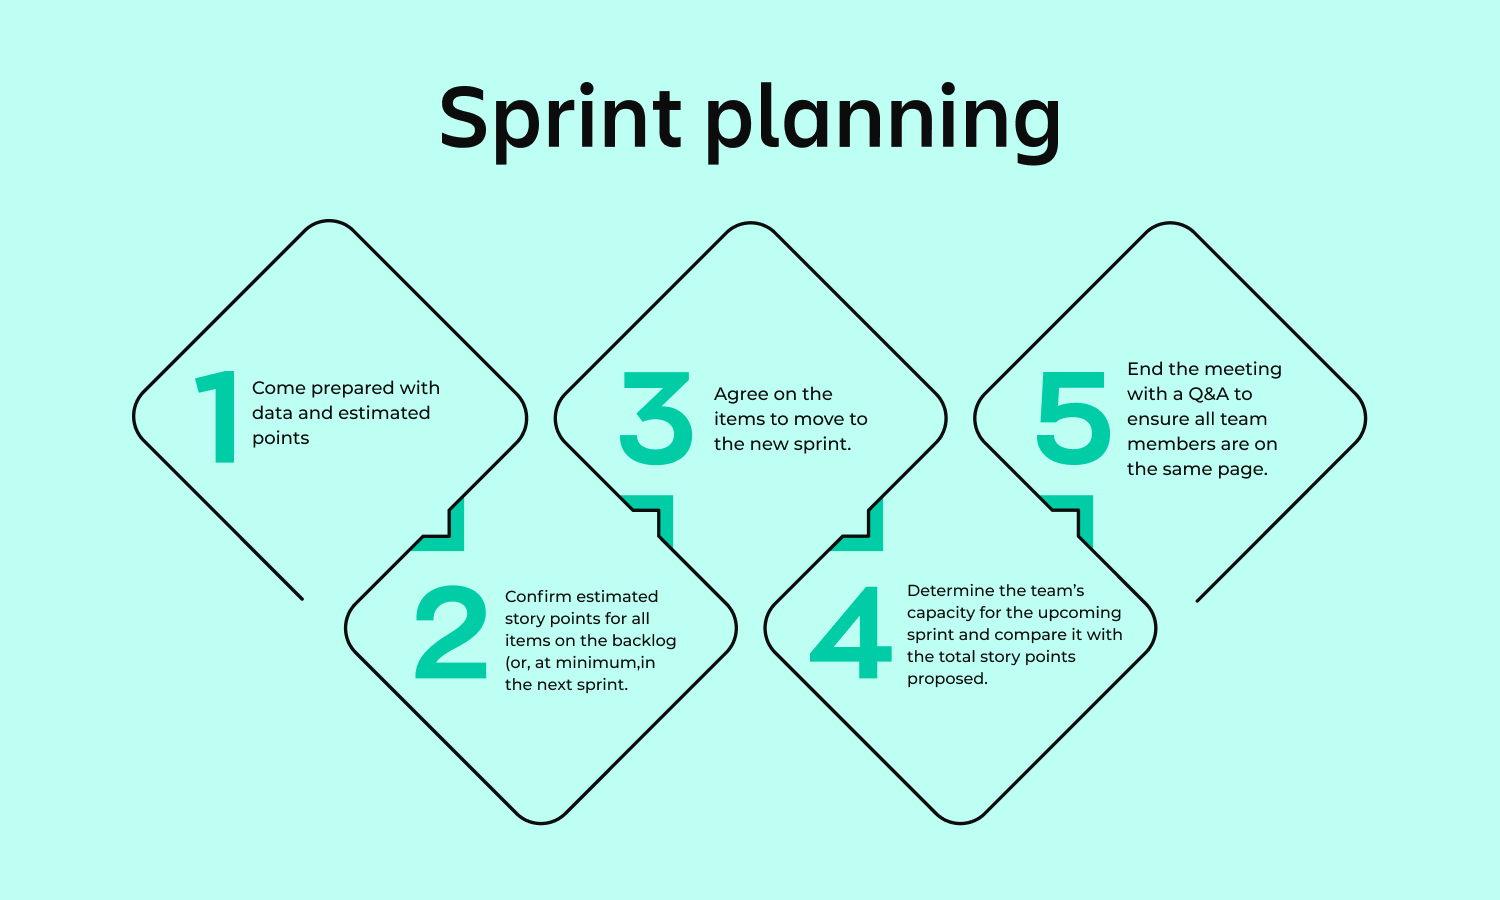 Sprint planning
1
Come prepared with
data and estimated
points
2
Confirm estimated
story points for all
items on the backlog
(or, at minimum,in
the next sprint.
3
Agree on the
items to move to
the new sprint.
4
Determine the team’s
capacity for the upcoming
sprint and compare it with
the total story points
proposed.
5
End the meeting
with a Q&A to
ensure all team
members are on
the same page.